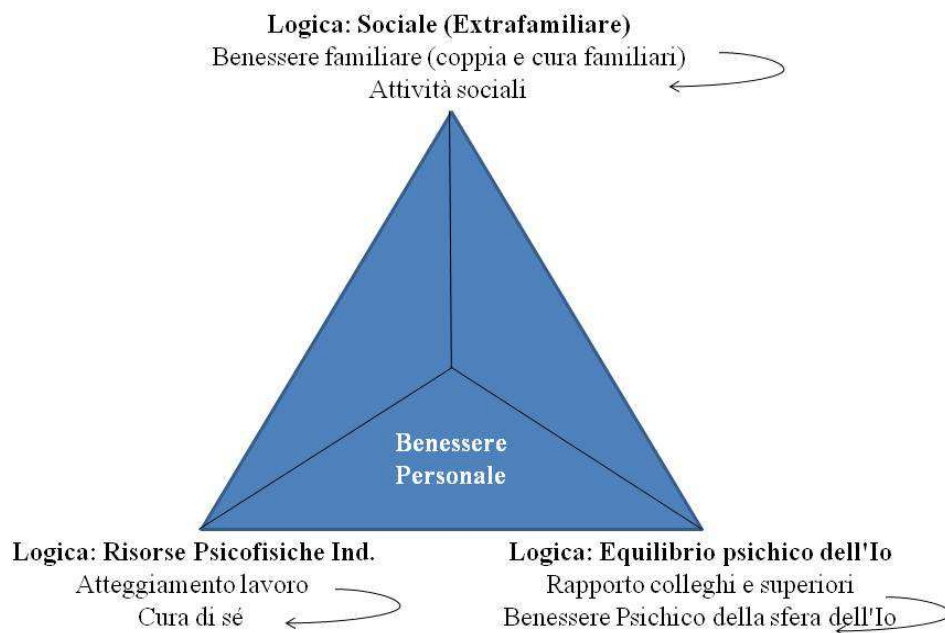 Logica: Sociale (Extrafamiliare)
Benessere familiare (coppia e cura familiari)
Attività sociali
Benessere
Personale
Logica: Risorse Psicofisiche Ind.
Atteggiamento lavoro
Cura di sé
Logica: Equilibrio psichico dell'Io
Rapporto colleghi e superiori
Benessere Psichico della sfera dell'Io